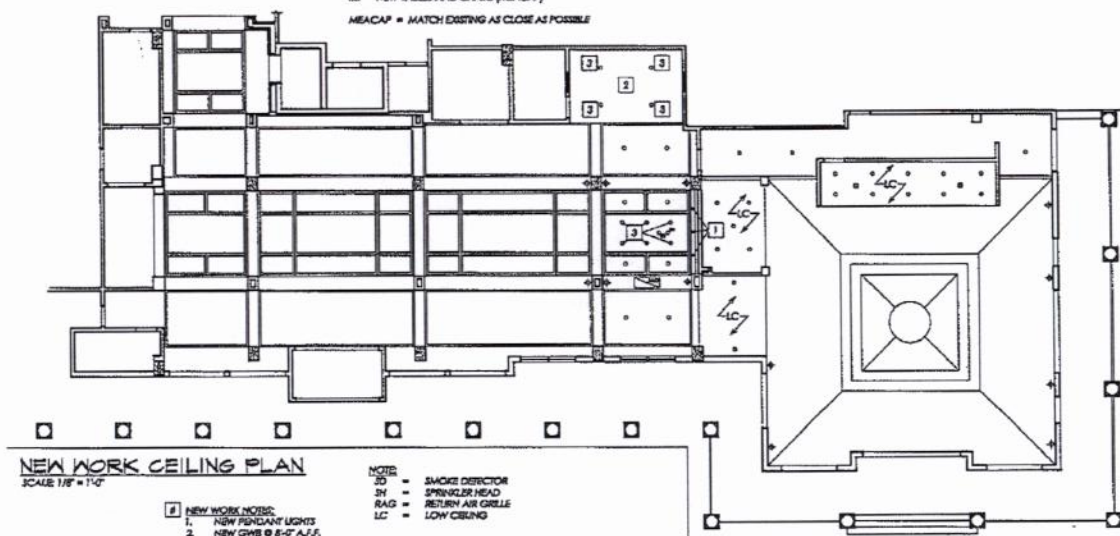 MEACAP = MATCH EXISTING AS CLOSE AS POSSIBLE
3
3
2
3
3
LC
LC
3
1
LC
NEW WORK CEILING PLAN
SCALE: 1/8" = 1'-0"
# NEW WORK NOTES:
1. NEW PENDANT LIGHTS
2 NEW GWB @ 8'-0" A.F.F.
NOTE:
SD = SMOKE DETECTOR
SH = SPRINKLER HEAD
RAG = RETURN AIR GRILLE
LC = LOW CEILING